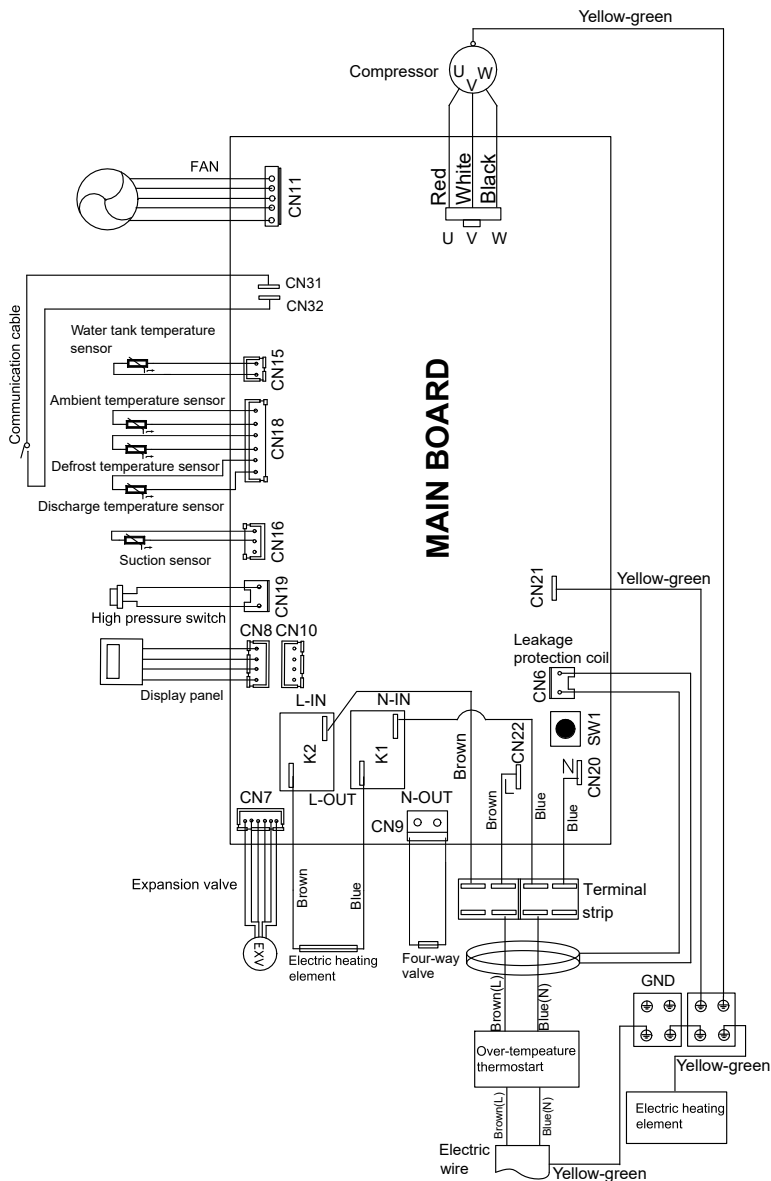 Yellow-green
Compressor
U
V
W
Red
White
Black
U V W
FAN
CN11
CN31
CN32
Communication cable
Water tank temperature
sensor
CN15
Ambient temperature sensor
CN18
Defrost temperature sensor
Discharge temperature sensor
MAIN BOARD
CN16
Suction sensor
CN19
High pressure switch
CN21
Yellow-green
CN8 CN10
Display panel
Leakage
protection coil
CN6
L-IN
N-IN
K2
K1
SW1
CN22
L
N
CN20
Brown
Brown
Blue
Blue
L-OUT
N-OUT
CN7
CN9
Expansion valve
EXV
Brown
Blue
Electric heating
element
Four-way
valve
Terminal
strip
GND
Brown(L)
Blue(N)
Over-tempeature
thermostart
Yellow-green
Electric heating
element
Brown(L)
Blue(N)
Electric
wire
Yellow-green